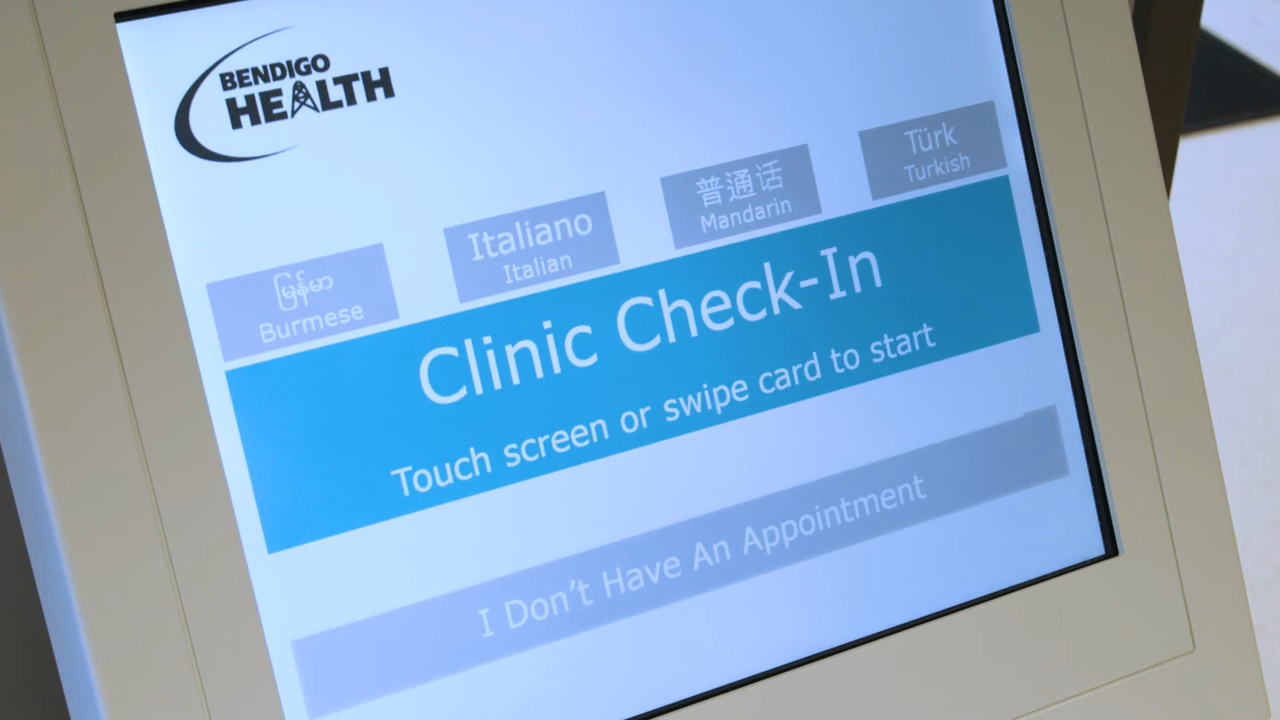 BENDIGO
HEALTH
မြန်မာ
Burmese
Italiano
Italian
普通话
Mandarin
Türk
Turkish
Clinic Check-In
Touch screen or swipe card to start
I Don't Have An Appointment